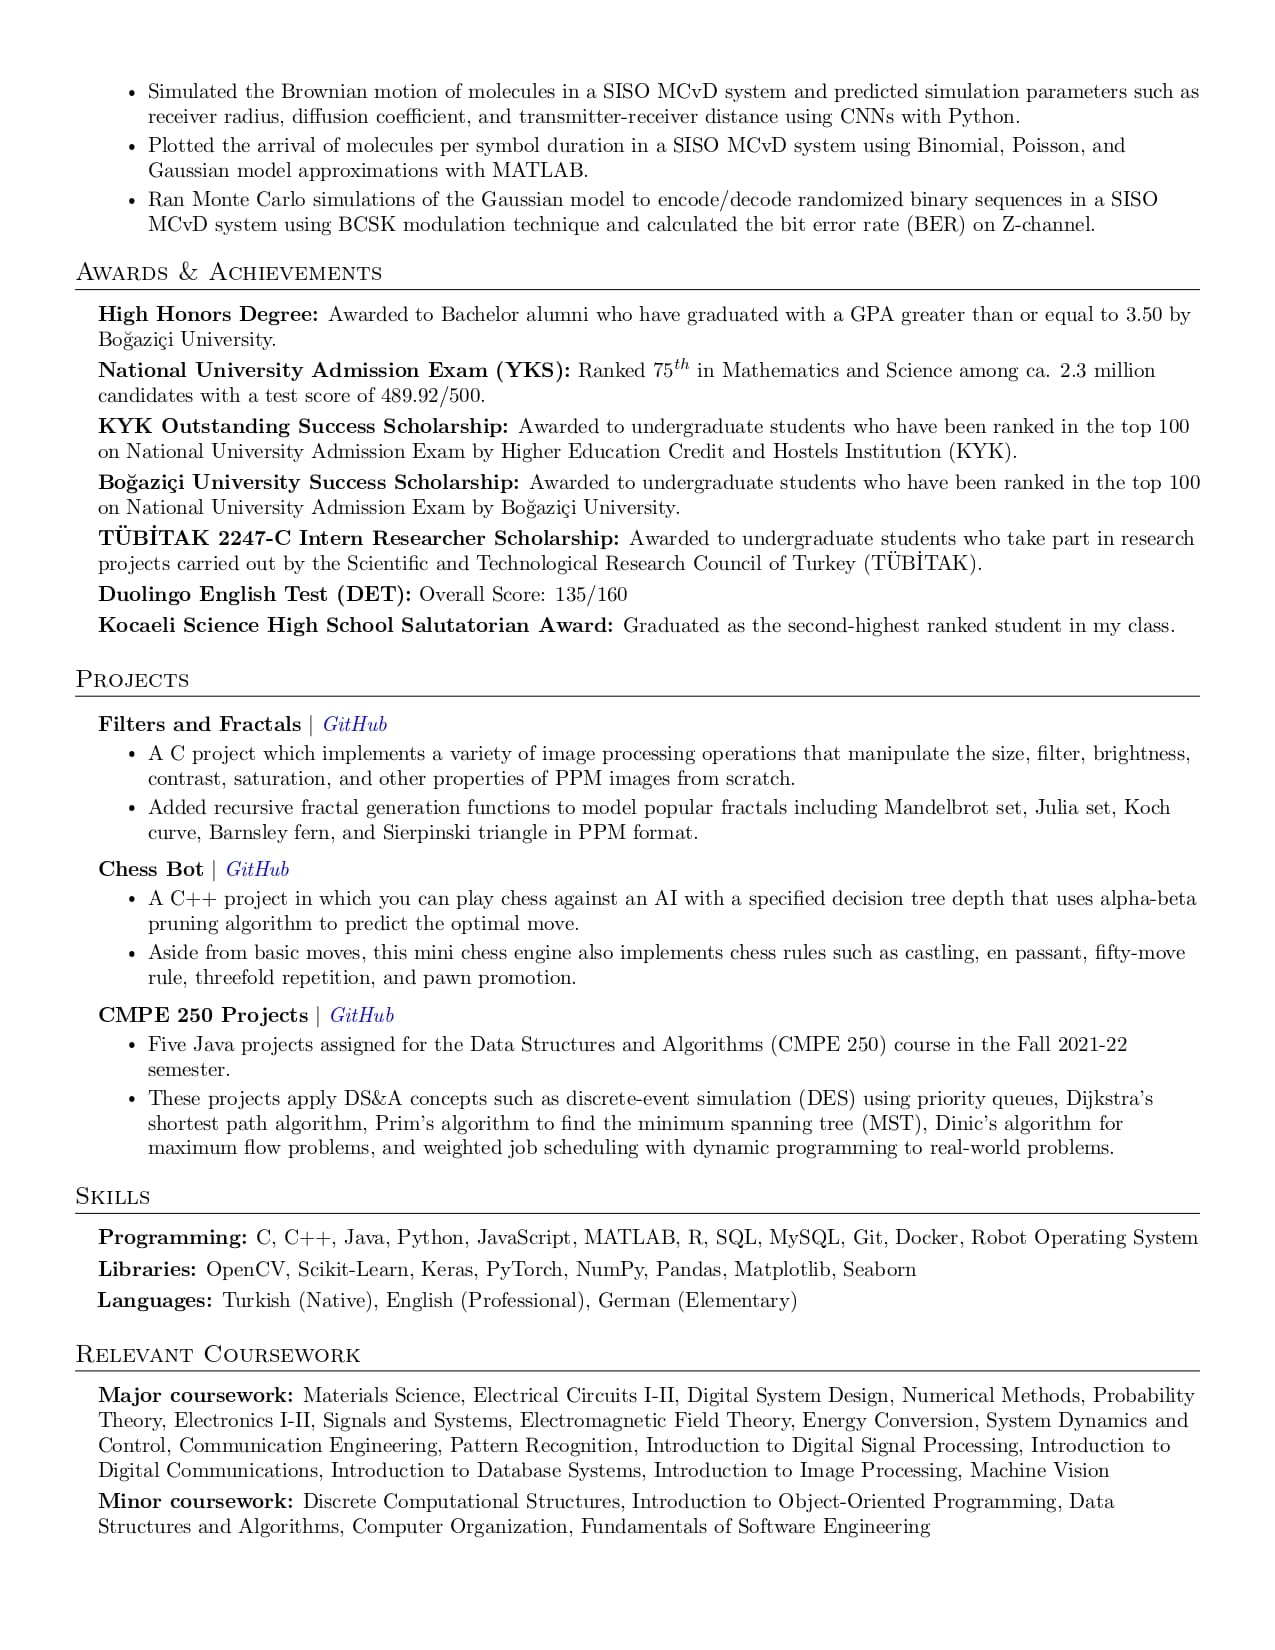 • Simulated the Brownian motion of molecules in a SISO MCvD system and predicted simulation parameters such as
receiver radius, diffusion coefficient, and transmitter-receiver distance using CNNs with Python.
• Plotted the arrival of molecules per symbol duration in a SISO MCvD system using Binomial, Poisson, and
Gaussian model approximations with MATLAB.
• Ran Monte Carlo simulations of the Gaussian model to encode/decode randomized binary sequences in a SISO
MCvD system using BCSK modulation technique and calculated the bit error rate (BER) on Z-channel.
Awards & Achievements
High Honors Degree: Awarded to Bachelor alumni who have graduated with a GPA greater than or equal to 3.50 by
Boğaziçi University.
National University Admission Exam (YKS): Ranked 75th in Mathematics and Science among ca. 2.3 million
candidates with a test score of 489.92/500.
KYK Outstanding Success Scholarship: Awarded to undergraduate students who have been ranked in the top 100
on National University Admission Exam by Higher Education Credit and Hostels Institution (KYK).
Boğaziçi University Success Scholarship: Awarded to undergraduate students who have been ranked in the top 100
on National University Admission Exam by Boğaziçi University.
TÜBİTAK 2247-C Intern Researcher Scholarship: Awarded to undergraduate students who take part in research
projects carried out by the Scientific and Technological Research Council of Turkey (TÜBİTAK).
Duolingo English Test (DET): Overall Score: 135/160
Kocaeli Science High School Salutatorian Award: Graduated as the second-highest ranked student in my class.
Projects
Filters and Fractals | GitHub
• A C project which implements a variety of image processing operations that manipulate the size, filter, brightness,
contrast, saturation, and other properties of PPM images from scratch.
• Added recursive fractal generation functions to model popular fractals including Mandelbrot set, Julia set, Koch
curve, Barnsley fern, and Sierpinski triangle in PPM format.
Chess Bot | GitHub
• A C++ project in which you can play chess against an AI with a specified decision tree depth that uses alpha-beta
pruning algorithm to predict the optimal move.
• Aside from basic moves, this mini chess engine also implements chess rules such as castling, en passant, fifty-move
rule, threefold repetition, and pawn promotion.
CMPE 250 Projects | GitHub
• Five Java projects assigned for the Data Structures and Algorithms (CMPE 250) course in the Fall 2021-22
semester.
• These projects apply DS&A concepts such as discrete-event simulation (DES) using priority queues, Dijkstra's
shortest path algorithm, Prim's algorithm to find the minimum spanning tree (MST), Dinic's algorithm for
maximum flow problems, and weighted job scheduling with dynamic programming to real-world problems.
Skills
Programming: C, C++, Java, Python, JavaScript, MATLAB, R, SQL, MySQL, Git, Docker, Robot Operating System
Libraries: OpenCV, Scikit-Learn, Keras, PyTorch, NumPy, Pandas, Matplotlib, Seaborn
Languages: Turkish (Native), English (Professional), German (Elementary)
Relevant Coursework
Major coursework: Materials Science, Electrical Circuits I-II, Digital System Design, Numerical Methods, Probability
Theory, Electronics I-II, Signals and Systems, Electromagnetic Field Theory, Energy Conversion, System Dynamics and
Control, Communication Engineering, Pattern Recognition, Introduction to Digital Signal Processing, Introduction to
Digital Communications, Introduction to Database Systems, Introduction to Image Processing, Machine Vision
Minor coursework: Discrete Computational Structures, Introduction to Object-Oriented Programming, Data
Structures and Algorithms, Computer Organization, Fundamentals of Software Engineering